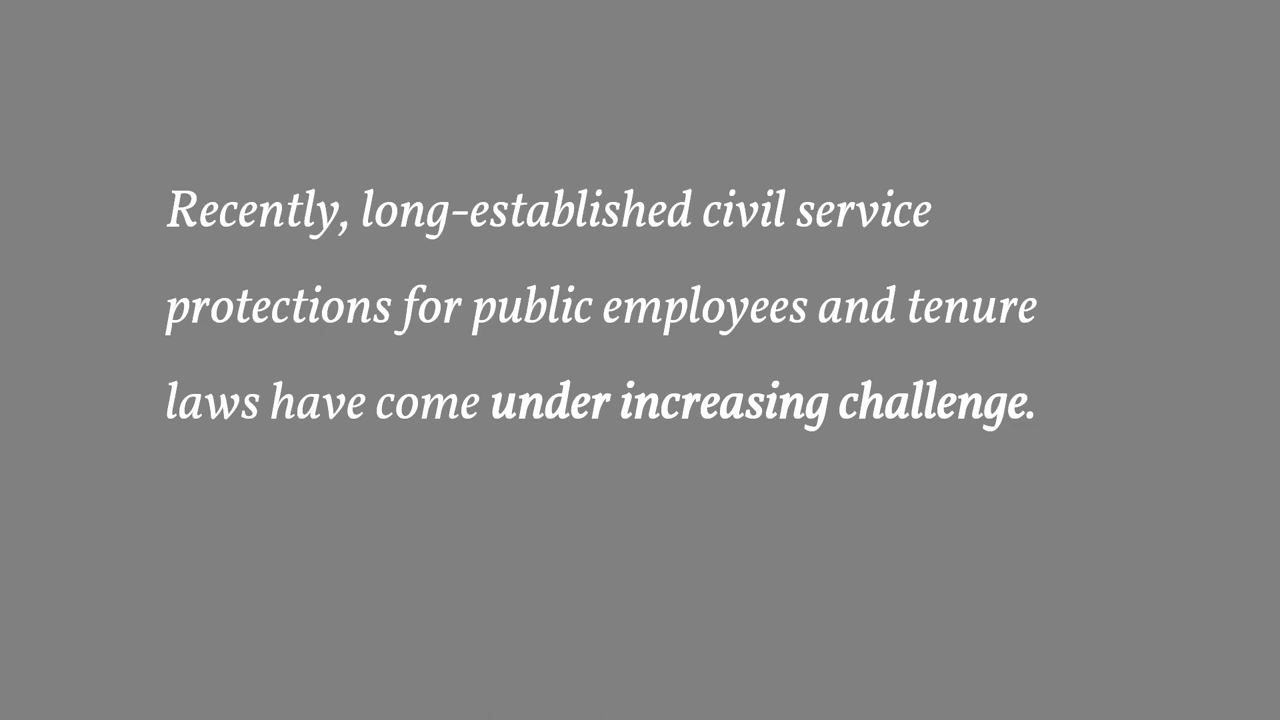 Recently, long-established civil service
protections for public employees and tenure
laws have come under increasing challenge.